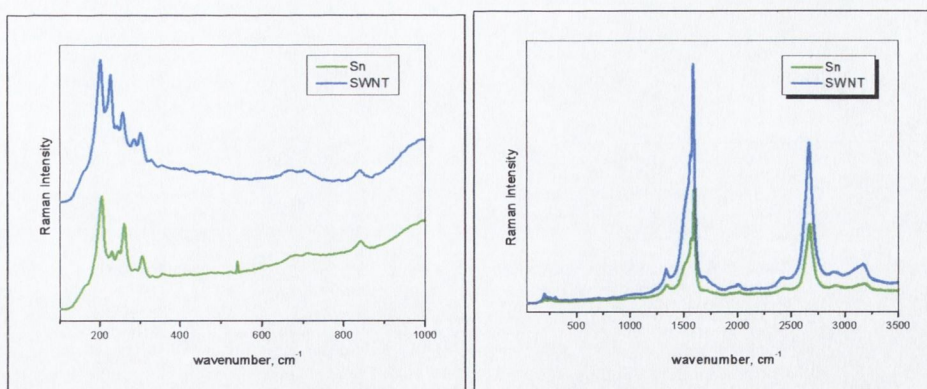 Sn
SWNT
Raman Intensity
200
400
600
800
1000
wavenumber, cm⁻¹
Sn
SWNT
Raman Intensity
500
1000
1500
2000
2500
3000
3500
wavenumber, cm⁻¹